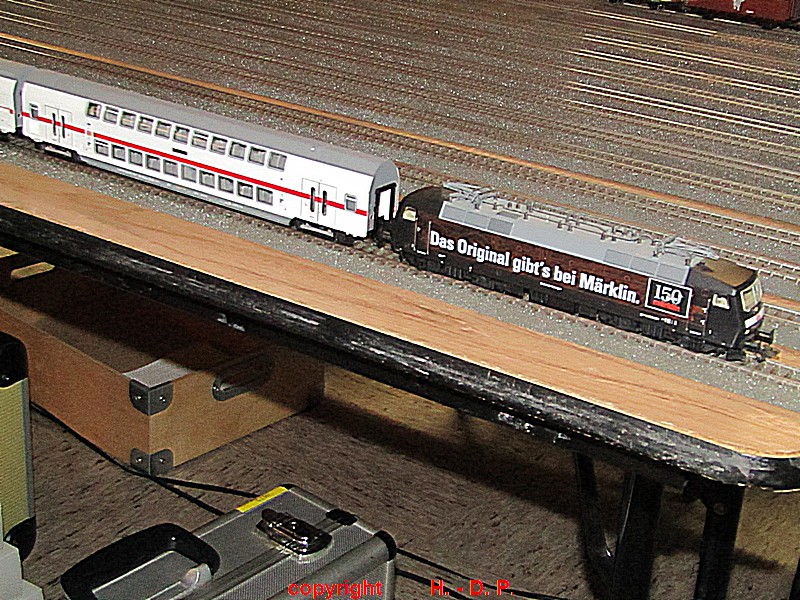 Das Original gibt's bei Märklin.
150
copyright H. - D. P.